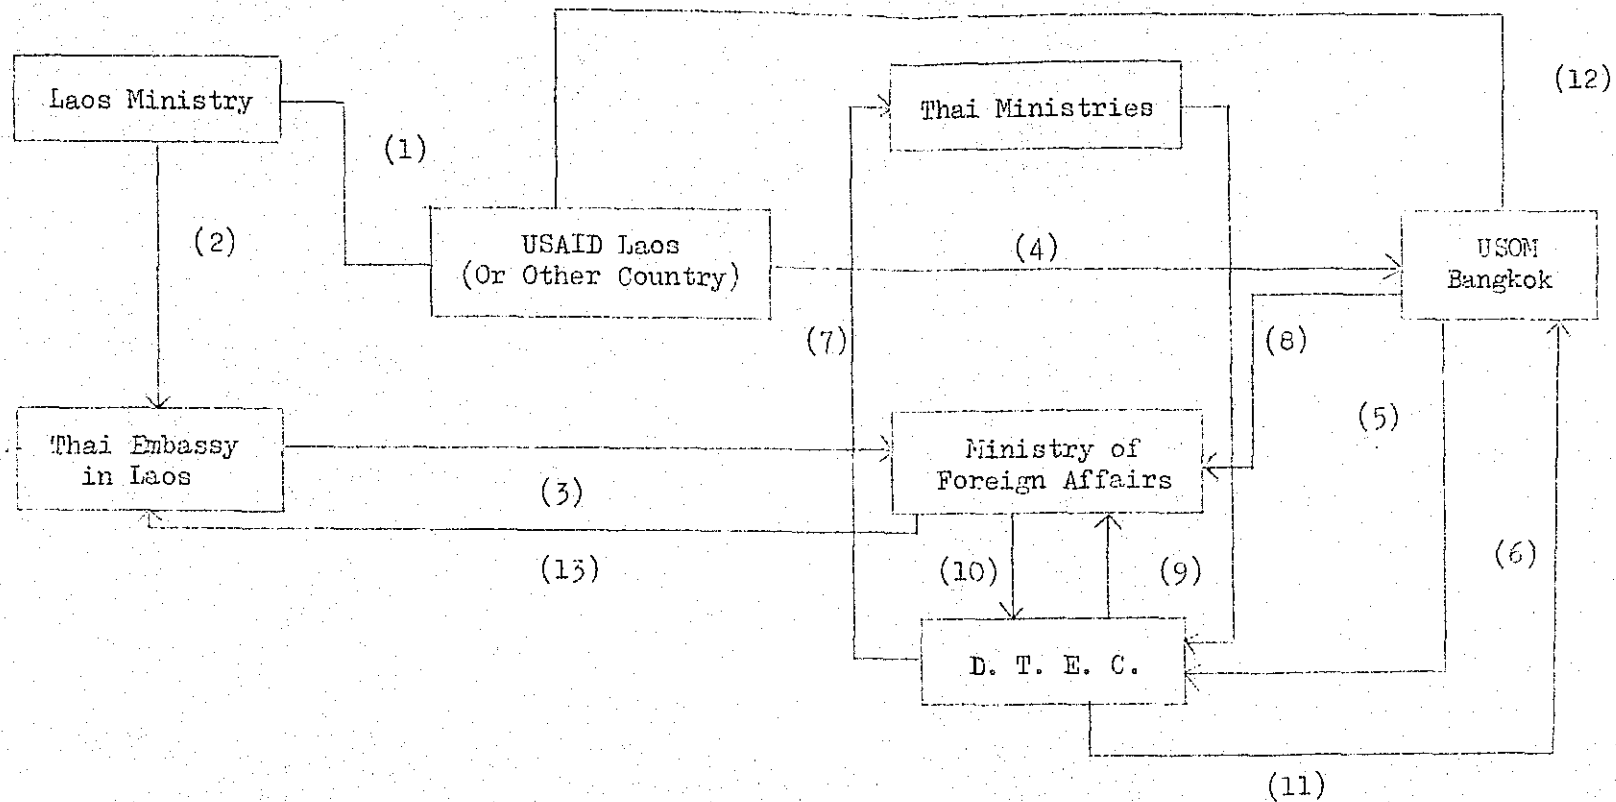 (12)
Laos Ministry
Thai Ministries
(1)
(2)
USAID Laos
(Or Other Country)
(4)
USOM
Bangkok
(7)
(8)
(5)
Thai Embassy
in Laos
Ministry of
Foreign Affairs
(3)
(13)
(10)
(9)
(6)
D. T. E. C.
(11)